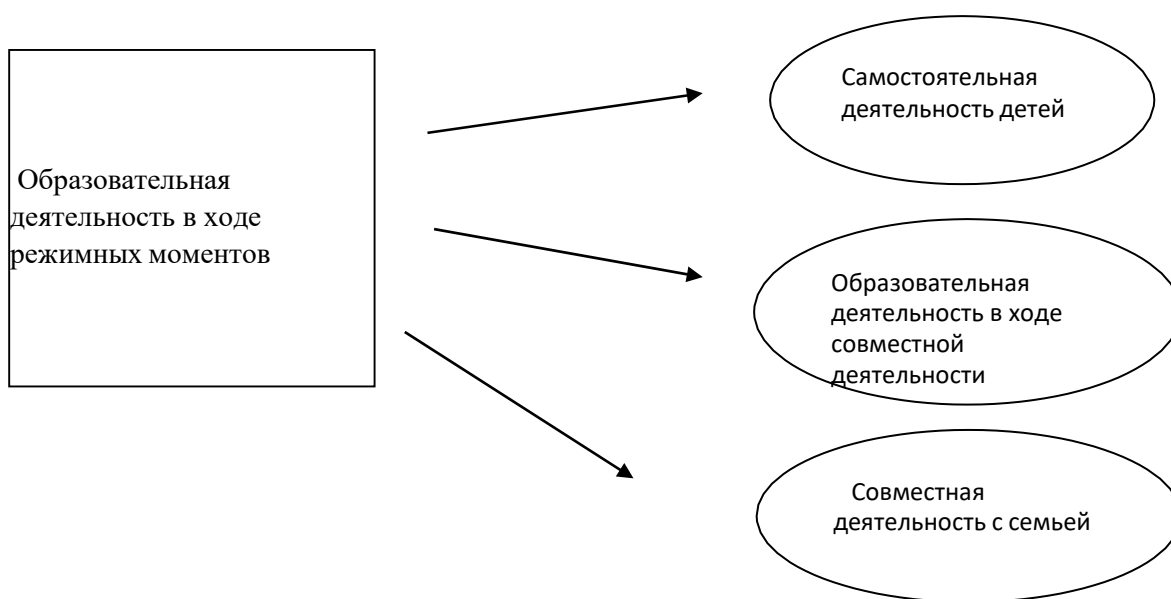 Образовательная
деятельность в ходе
режимных моментов
Самостоятельная
деятельность детей
Образовательная
деятельность в ходе
совместной
деятельности
Совместная
деятельность с семьей